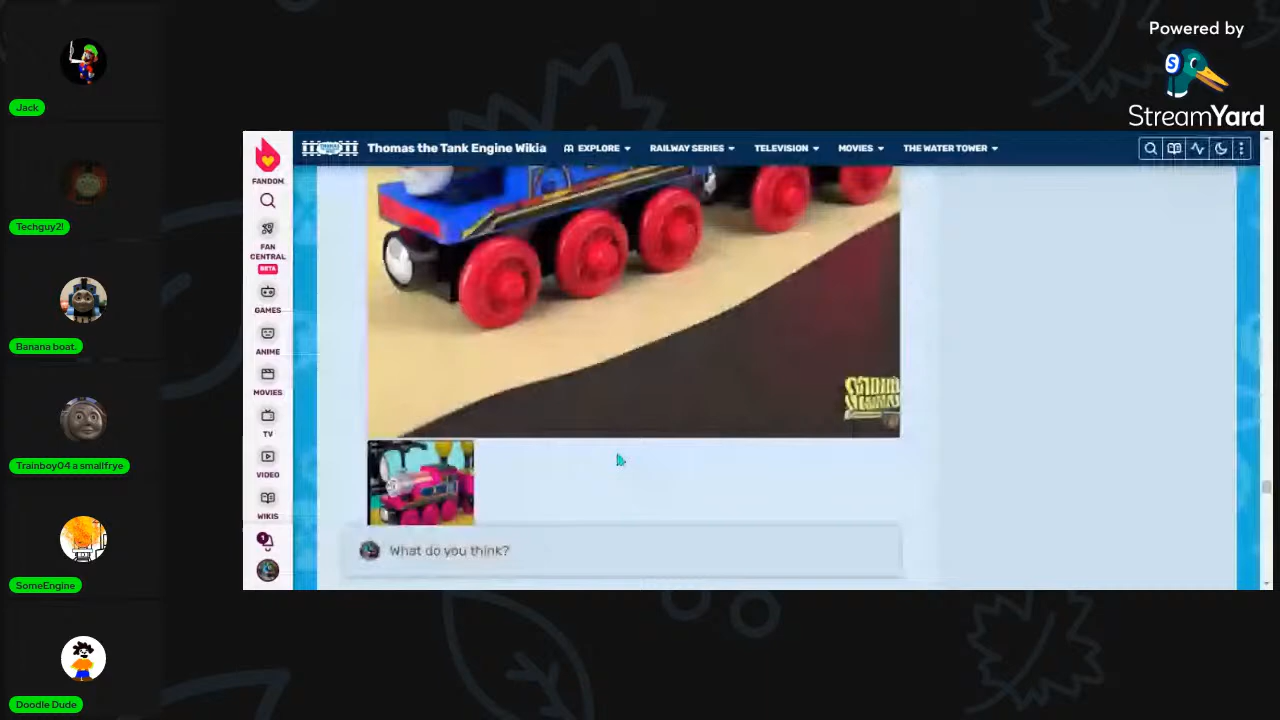 Powered by
StreamYard
Jack
Techguy2!
Banana boat.
Trainboy04 a smallfrye
SomeEngine
Doodle Dude
FANDOM
FAN
CENTRAL
BETA
GAMES
ANIME
MOVIES
TV
VIDEO
WIKIS
1
Thomas the Tank Engine Wikia
EXPLORE
RAILWAY SERIES
TELEVISION
MOVIES
THE WATER TOWER
What do you think?